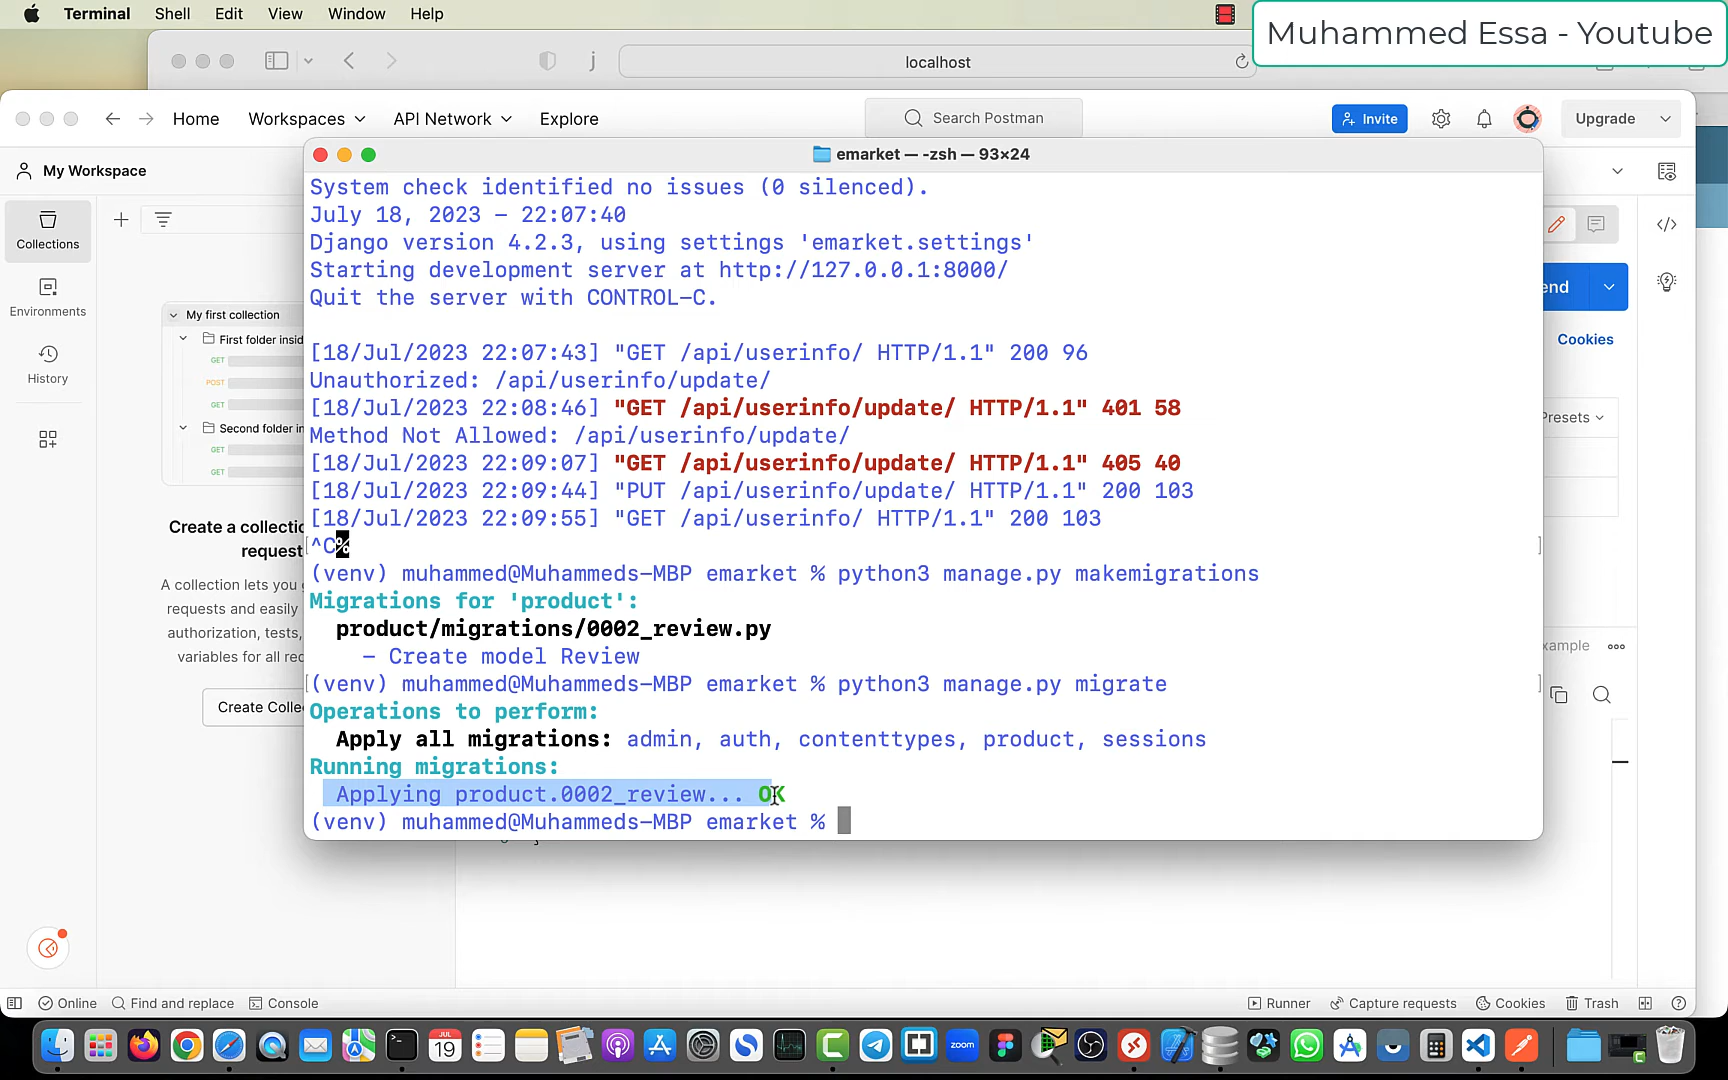 Terminal Shell Edit View Window Help
Muhammed Essa - Youtube
localhost
Home Workspaces API Network Explore
Search Postman
Invite
Upgrade
My Workspace
emarket — -zsh — 93×24
Collections
Environments
History
My first collection
First folder insid
GET
POST
GET
Second folder in
GET
GET
Create a collectio
request
A collection lets you
requests and easily
authorization, tests,
variables for all rec
Create Colle
System check identified no issues (0 silenced).
July 18, 2023 - 22:07:40
Django version 4.2.3, using settings 'emarket.settings'
Starting development server at http://127.0.0.1:8000/
Quit the server with CONTROL-C.
[18/Jul/2023 22:07:43] "GET /api/userinfo/ HTTP/1.1" 200 96
Unauthorized: /api/userinfo/update/
[18/Jul/2023 22:08:46] "GET /api/userinfo/update/ HTTP/1.1" 401 58
Method Not Allowed: /api/userinfo/update/
[18/Jul/2023 22:09:07] "GET /api/userinfo/update/ HTTP/1.1" 405 40
[18/Jul/2023 22:09:44] "PUT /api/userinfo/update/ HTTP/1.1" 200 103
[18/Jul/2023 22:09:55] "GET /api/userinfo/ HTTP/1.1" 200 103
^C%
(venv) muhammed@Muhammeds-MBP emarket % python3 manage.py makemigrations
Migrations for 'product':
product/migrations/0002_review.py
- Create model Review
(venv) muhammed@Muhammeds-MBP emarket % python3 manage.py migrate
Operations to perform:
Apply all migrations: admin, auth, contenttypes, product, sessions
Running migrations:
Applying product.0002_review... OK
(venv) muhammed@Muhammeds-MBP emarket %
end
Cookies
Presets
xample
Online Find and replace Console
Runner Capture requests Cookies Trash
JUL
19
zoom